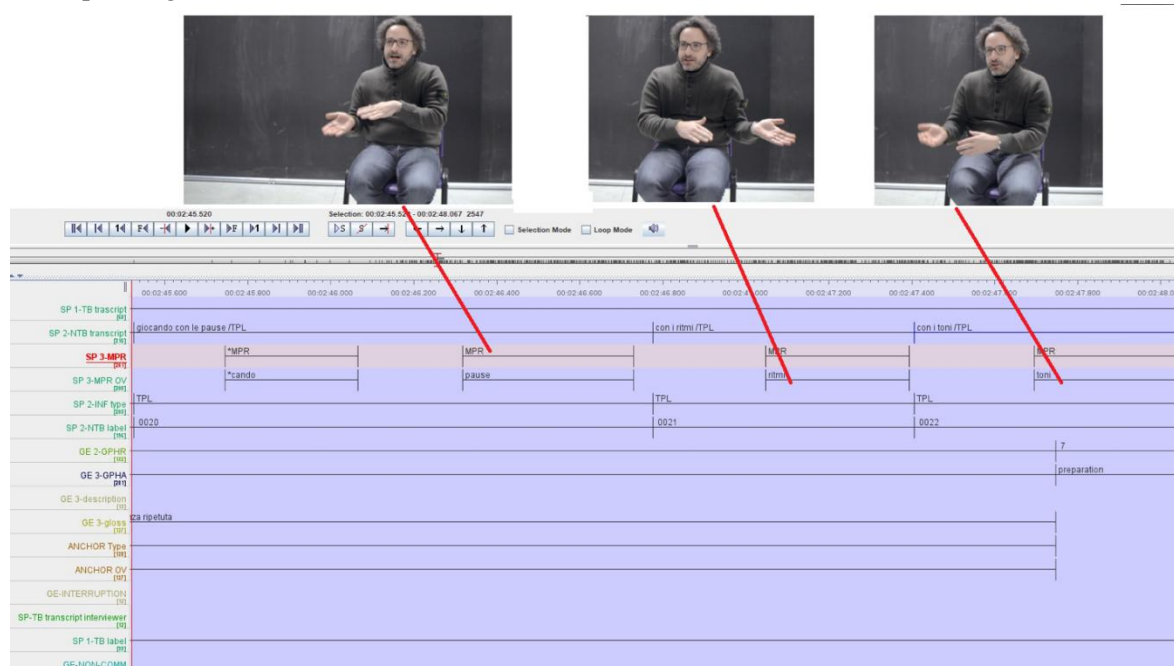 00:02:45.520
Selection: 00:02:45.520 - 00:02:48.067 2547
Selection Mode Loop Mode
00:02:45.600 00:02:45.800 00:02:46.000 00:02:46.200 00:02:46.400 00:02:46.600 00:02:46.800 00:02:47.200 00:02:47.400 00:02:47.800
SP 1-TB trascript
SP 2-NTB transcript giocando con le pause /TPL con i ritmi /TPL con i toni /TPL
SP 3-MPR *MPR MPR MPR MPR
SP 3-MPR OV *cando pause ritmi toni
SP 2-INF type TPL TPL TPL
SP 2-NTB label 0020 0021 0022
GE 2-GPHR 7
GE 3-GPHA preparation
GE 3-description
GE 3-gloss za ripetuta
ANCHOR Type
ANCHOR OV
GE-INTERRUPTION
SP-TB transcript interviewer
SP 1-TB label
GE-NON-COMM